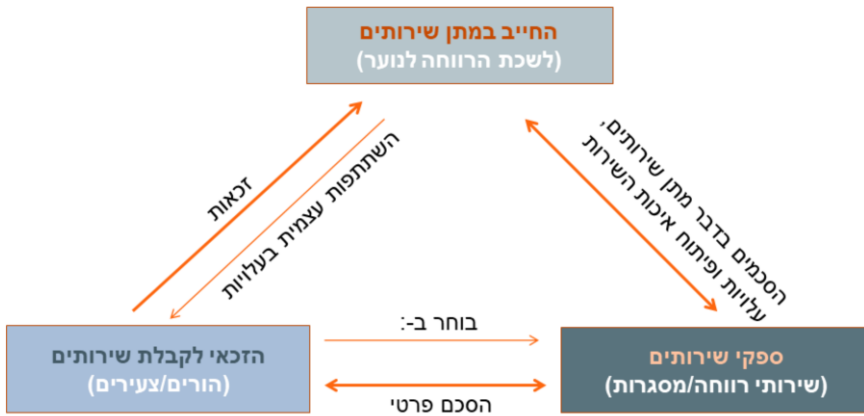 החייב במתן שירותים
(לשכת הרווחה לנוער)
זכאות
השתתפות עצמית בעלויות
הסכמים בדבר מתן שירותים,
עלויות ופיתוח איכות השירות
הזכאי לקבלת שירותים
(הורים/צעירים)
בוחר ב-:
הסכם פרטי
ספקי שירותים
(שירותי רווחה/מסגרות)